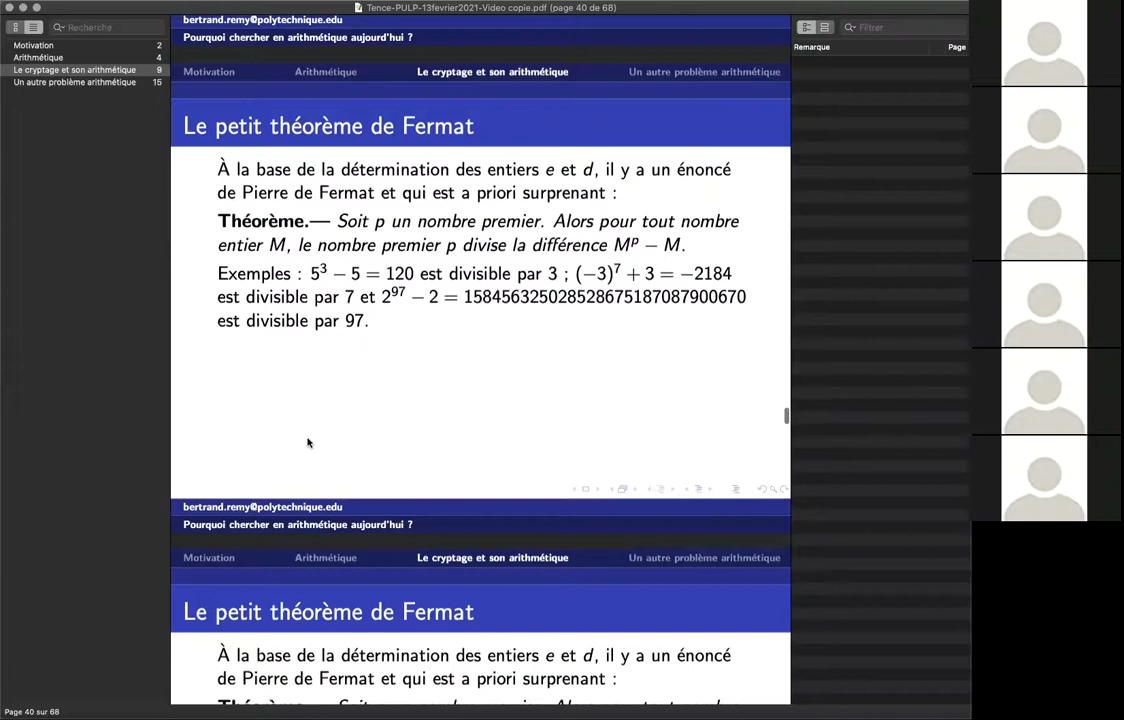 Tence-PULP-13fevrier2021-Video copie.pdf (page 40 de 68)
Recherche
Motivation 2
Arithmétique 4
Le cryptage et son arithmétique 9
Un autre problème arithmétique 15
Page 40 sur 68
bertrand.remy@polytechnique.edu
Pourquoi chercher en arithmétique aujourd'hui ?
Motivation Arithmétique Le cryptage et son arithmétique Un autre problème arithmétique
Le petit théorème de Fermat
À la base de la détermination des entiers e et d, il y a un énoncé
de Pierre de Fermat et qui est a priori surprenant :
Théorème.— Soit p un nombre premier. Alors pour tout nombre
entier M, le nombre premier p divise la différence Mᵖ − M.
Exemples : 5³ − 5 = 120 est divisible par 3 ; (−3)⁷ + 3 = −2184
est divisible par 7 et 2⁹⁷ − 2 = 158456325028528675187087900670
est divisible par 97.
bertrand.remy@polytechnique.edu
Pourquoi chercher en arithmétique aujourd'hui ?
Motivation Arithmétique Le cryptage et son arithmétique Un autre problème arithmétique
Le petit théorème de Fermat
À la base de la détermination des entiers e et d, il y a un énoncé
de Pierre de Fermat et qui est a priori surprenant :
Filtrer
Remarque Page